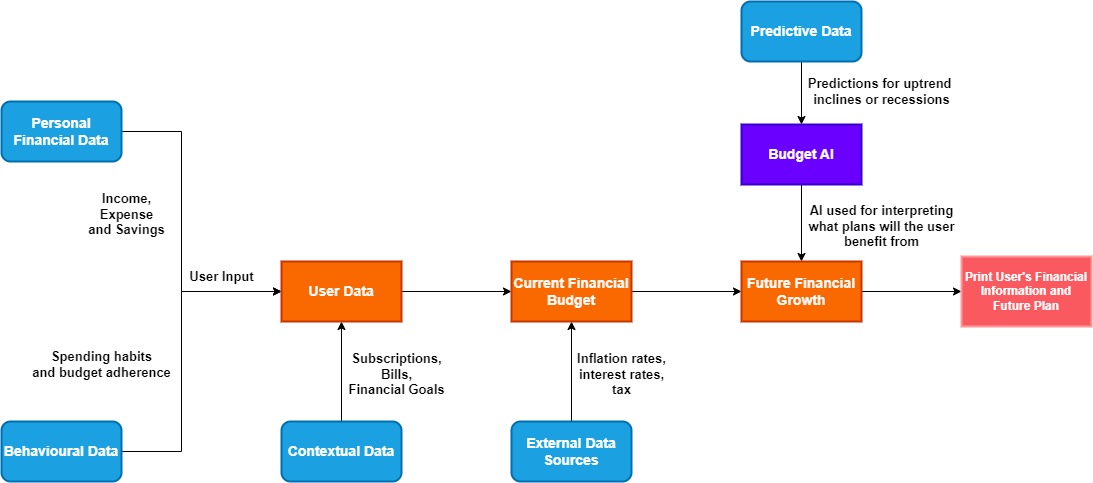 Predictive Data
Predictions for uptrend
inclines or recessions
Personal
Financial Data
Budget AI
Income,
Expense
and Savings
AI used for interpreting
what plans will the user
benefit from
User Input
User Data
Current Financial
Budget
Future Financial
Growth
Print User's Financial
Information and
Future Plan
Spending habits
and budget adherence
Subscriptions,
Bills,
Financial Goals
Inflation rates,
interest rates,
tax
Behavioural Data
Contextual Data
External Data
Sources